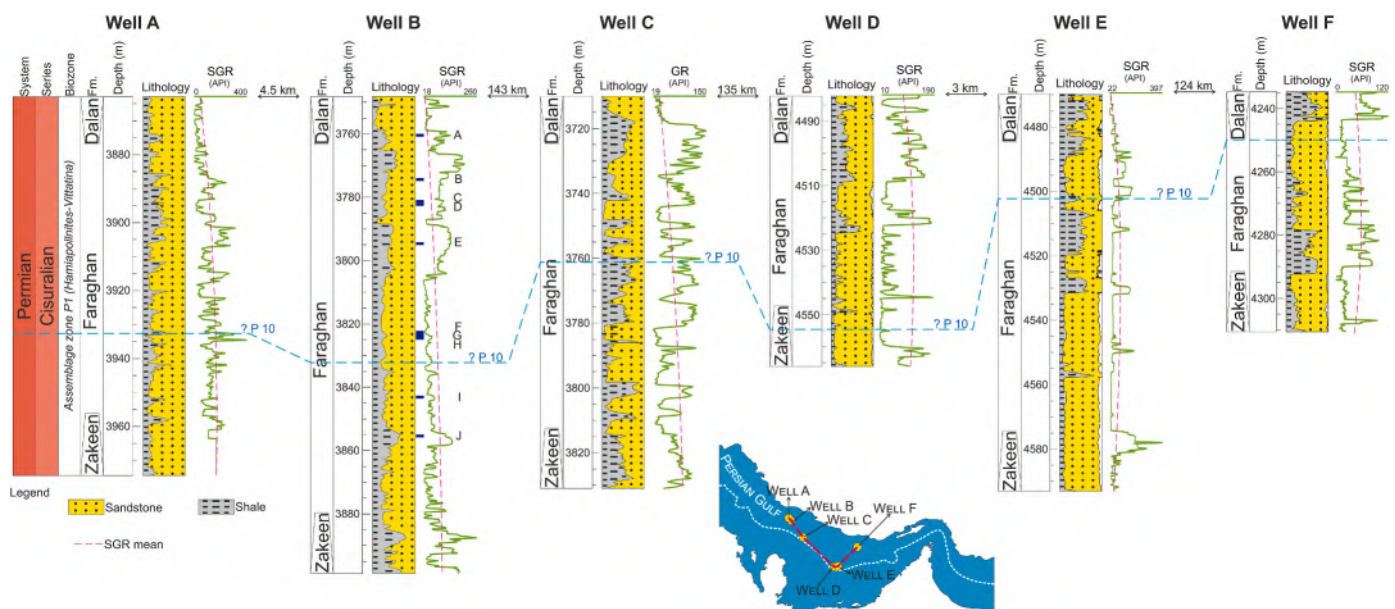 Well A
Well B
Well C
Well D
Well E
Well F
System
Series
Biozone
Fm.
Depth (m)
Lithology
SGR
(API)
0 400
4.5 km
Fm.
Depth (m)
Lithology
SGR
(API)
18 260
143 km
Fm.
Depth (m)
Lithology
GR
(API)
150
135 km
Fm.
Depth (m)
Lithology
SGR
(API)
10 190
3 km
Fm.
Depth (m)
Lithology
SGR
(API)
22 397
124 km
Fm.
Depth (m)
Lithology
GR
(API)
0 120
Permian
Cisuralian
Assemblage zone P1 (Hamiapollnites-Vittatina)
Dalan
Faraghan
Zakeen
3880
3900
3920
3940
3960
? P 10
Dalan
Faraghan
Zakeen
3760
3780
3800
3820
3840
3860
3880
A
B
C
D
E
F
G
H
I
J
? P 10
Dalan
Faraghan
Zakeen
3720
3740
3760
3780
3800
3820
? P 10
Dalan
Faraghan
Zakeen
4490
4510
4530
4550
? P 10
Dalan
Faraghan
Zakeen
4480
4500
4520
4540
4560
4580
? P 10
Dalan
Faraghan
Zakeen
4240
4260
4280
4300
Legend
Sandstone
Shale
SGR mean
PERSIAN GULF
WELL A
WELL B
WELL C
WELL F
WELL E
WELL D